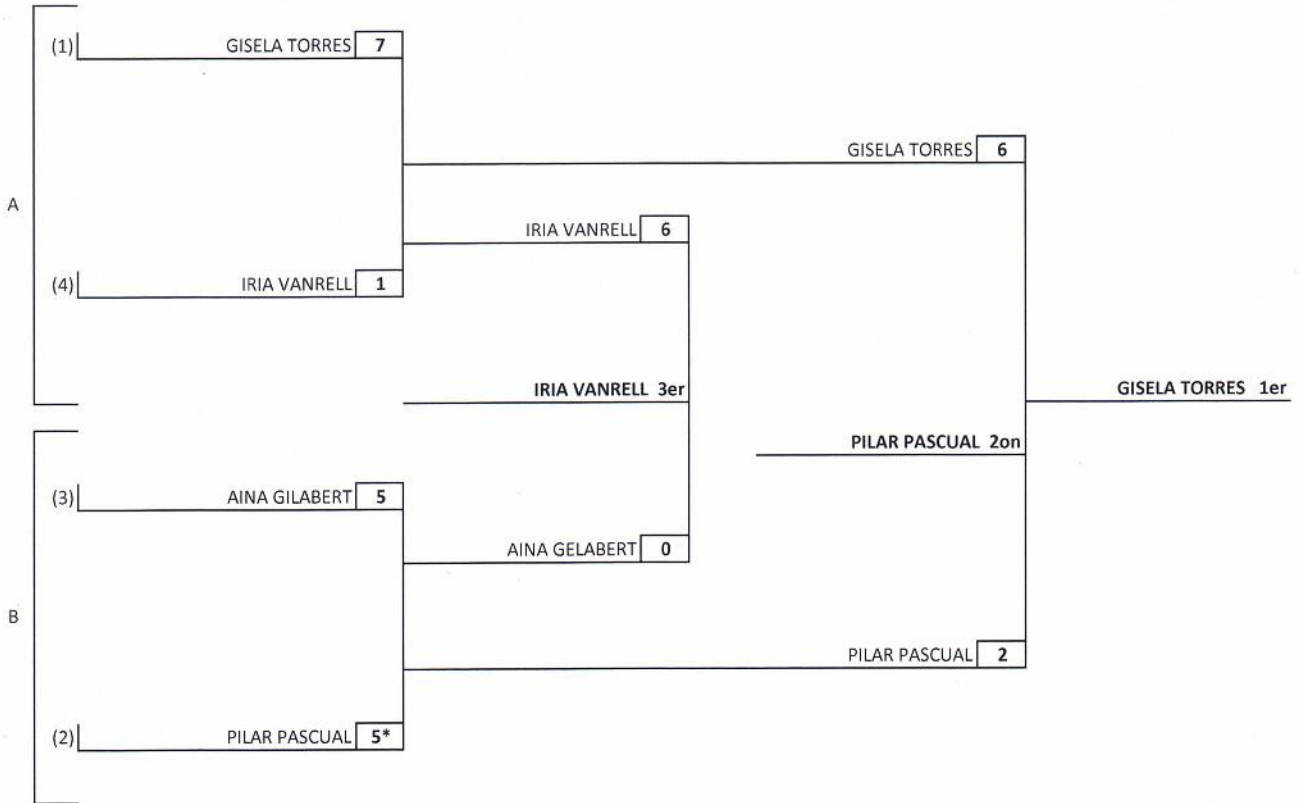 (1) GISELA TORRES 7
GISELA TORRES 6
A
IRIA VANRELL 6
(4) IRIA VANRELL 1
IRIA VANRELL 3er
GISELA TORRES 1er
PILAR PASCUAL 2on
(3) AINA GILABERT 5
AINA GELABERT 0
B
PILAR PASCUAL 2
(2) PILAR PASCUAL 5*